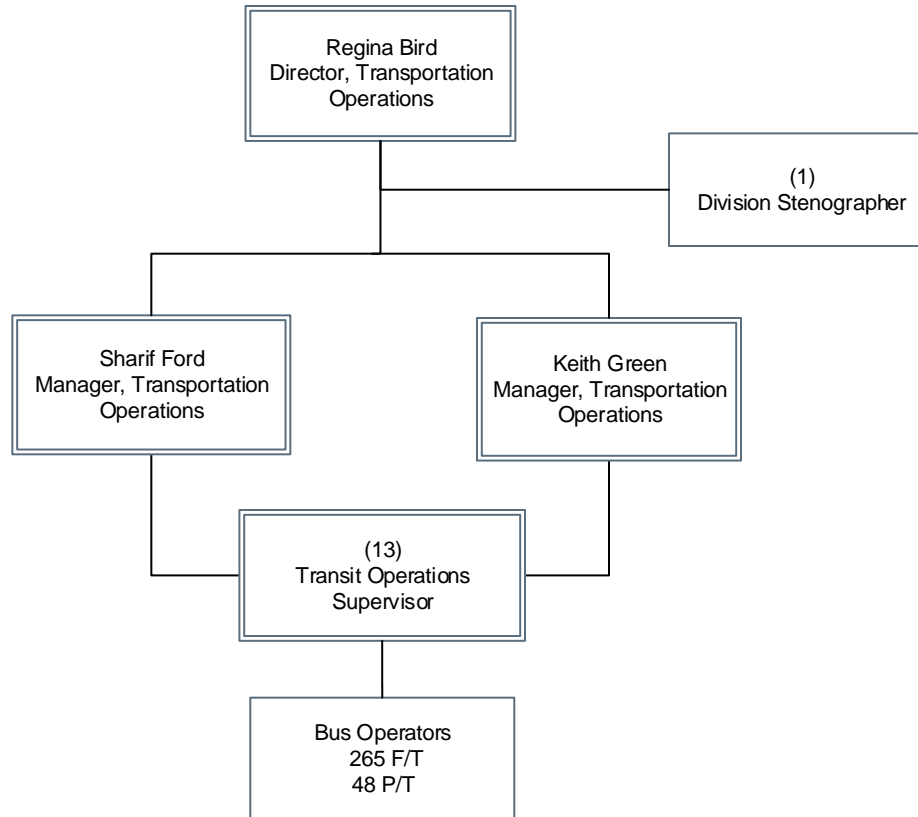 Regina Bird
Director, Transportation
Operations
(1)
Division Stenographer
Sharif Ford
Manager, Transportation
Operations
Keith Green
Manager, Transportation
Operations
(13)
Transit Operations
Supervisor
Bus Operators
265 F/T
48 P/T